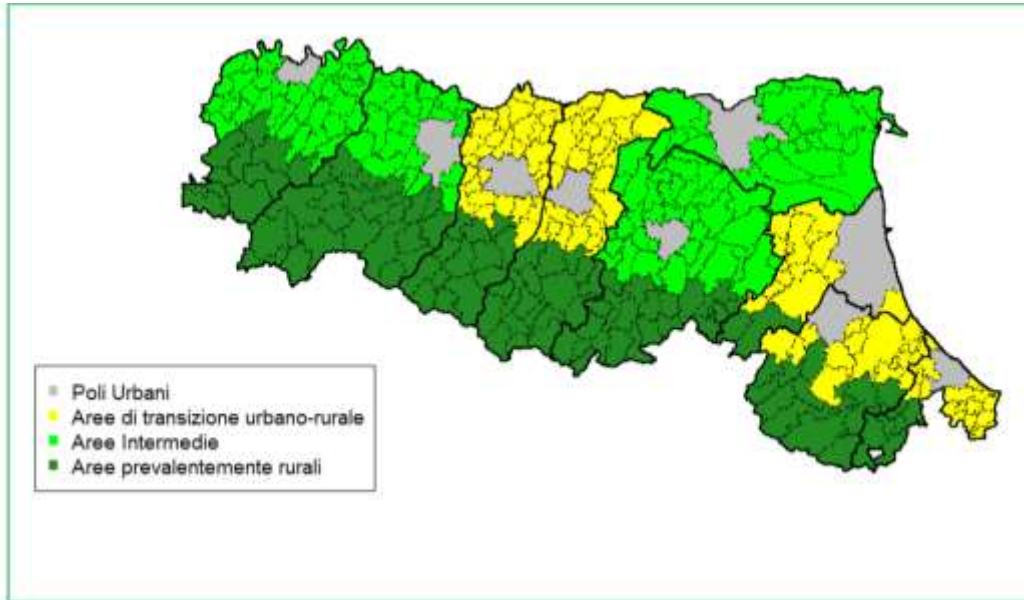 Poli Urbani
Aree di transizione urbano-rurale
Aree Intermedie
Aree prevalentemente rurali